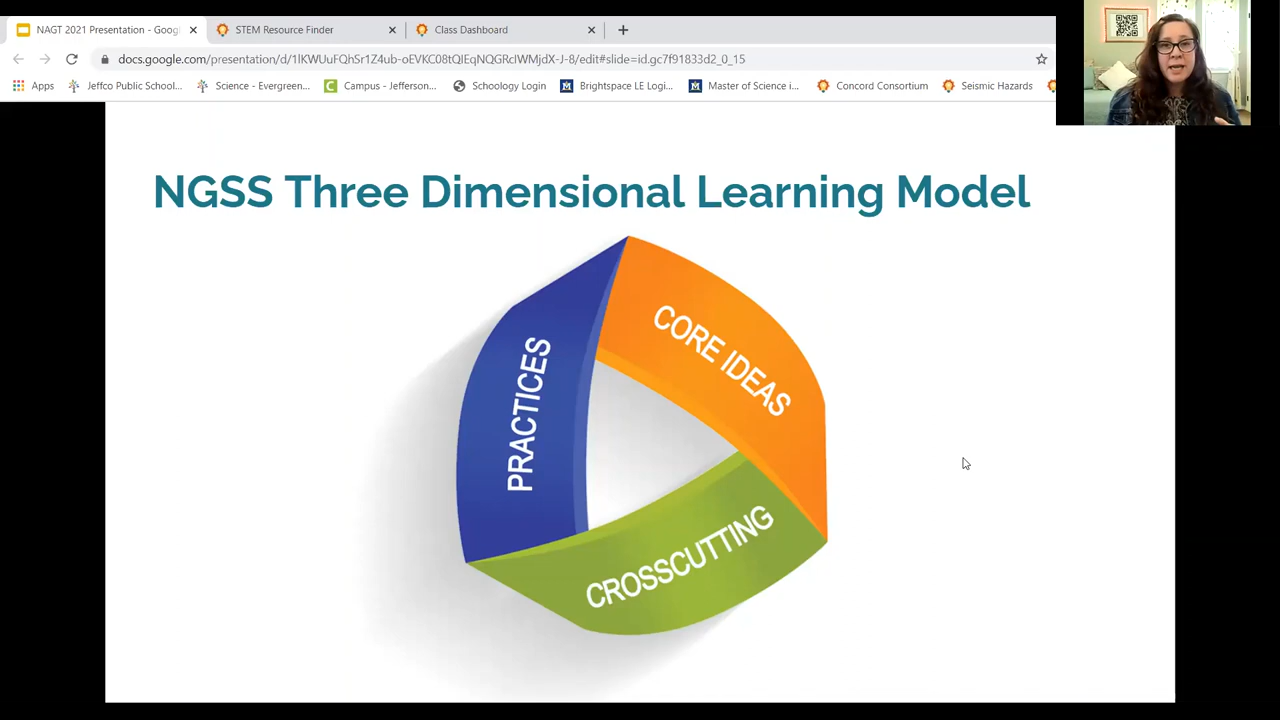 NAGT 2021 Presentation - Goog
STEM Resource Finder
Class Dashboard
docs.google.com/presentation/d/1lKWUuFQhSr1Z4ub-oEVKC08tQIEqNQGRcIWMjdX-J-8/edit#slide=id.gc7f91833d2_0_15
Apps
Jeffco Public School...
Science - Evergreen...
Campus - Jefferson...
Schoology Login
Brightspace LE Logi...
Master of Science i...
Concord Consortium
Seismic Hazards
NGSS Three Dimensional Learning Model
PRACTICES
CORE IDEAS
CROSSCUTTING